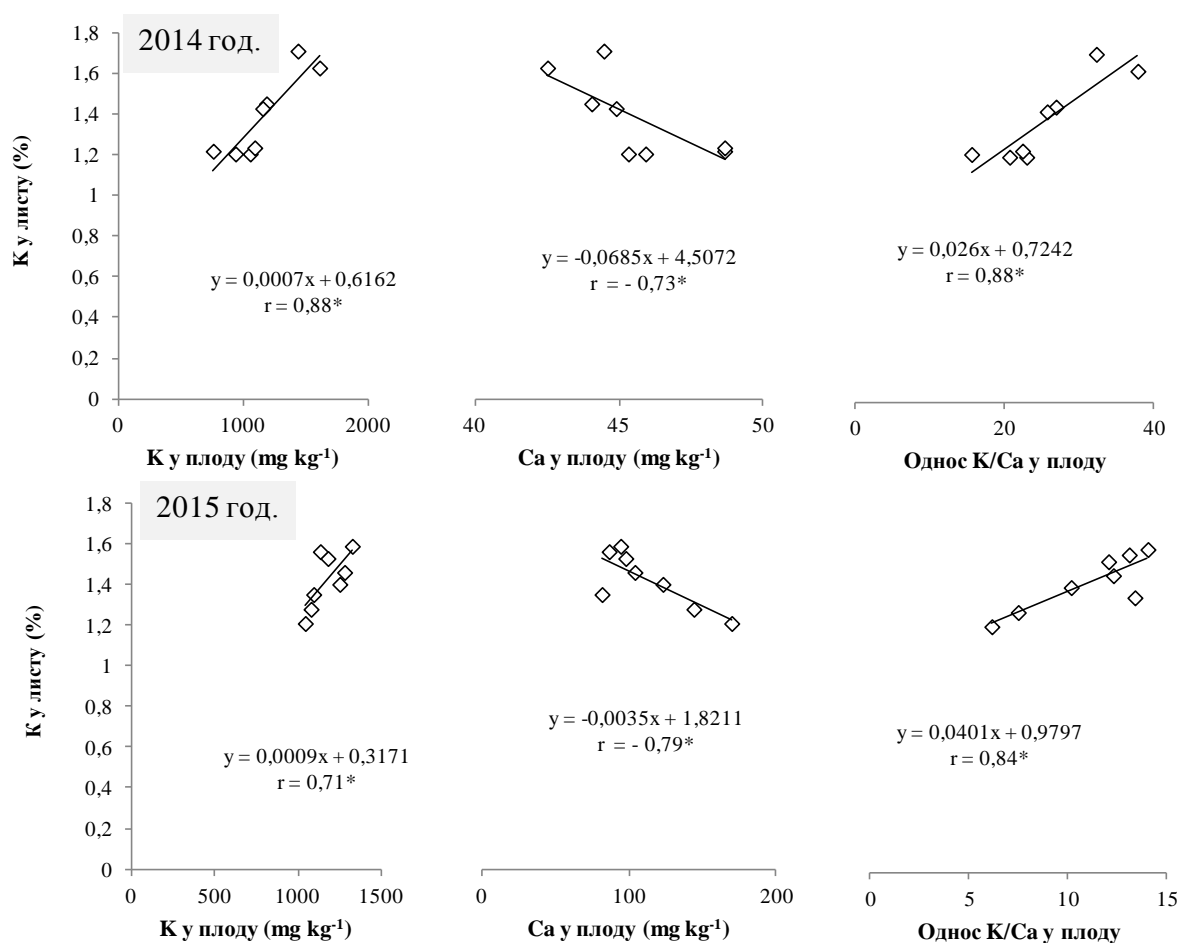 2014 год.
К у листу (%)
1,8
1,6
1,4
1,2
1
0,8
0,6
0,4
0,2
0
y = 0,0007x + 0,6162
r = 0,88*
0 1000 2000
К у плоду (mg kg-1)
y = -0,0685x + 4,5072
r = - 0,73*
40 45 50
Ca у плоду (mg kg-1)
y = 0,026x + 0,7242
r = 0,88*
0 20 40
Однос K/Ca у плоду
2015 год.
К у листу (%)
1,8
1,6
1,4
1,2
1
0,8
0,6
0,4
0,2
0
y = 0,0009x + 0,3171
r = 0,71*
0 500 1000 1500
К у плоду (mg kg-1)
y = -0,0035x + 1,8211
r = - 0,79*
0 100 200
Ca у плоду (mg kg-1)
y = 0,0401x + 0,9797
r = 0,84*
0 5 10 15
Однос K/Ca у плоду